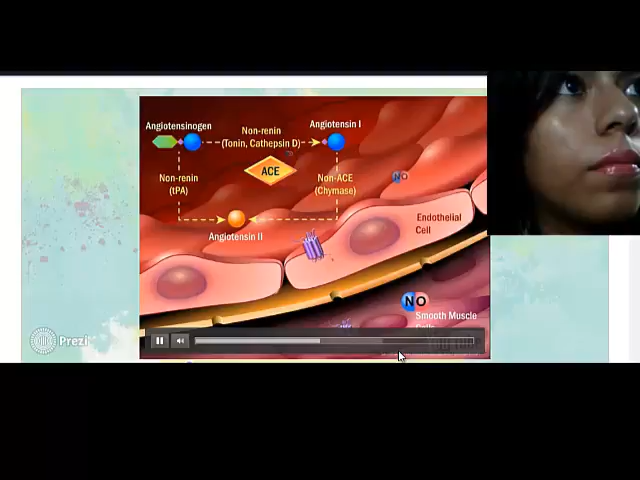 Angiotensinogen
Non-renin
(Tonin, Cathepsin D)
Angiotensin I
ACE
Non-renin
(tPA)
Non-ACE
(Chymase)
NO
Angiotensin II
Endothelial
Cell
NO
Smooth Muscle
Prezi